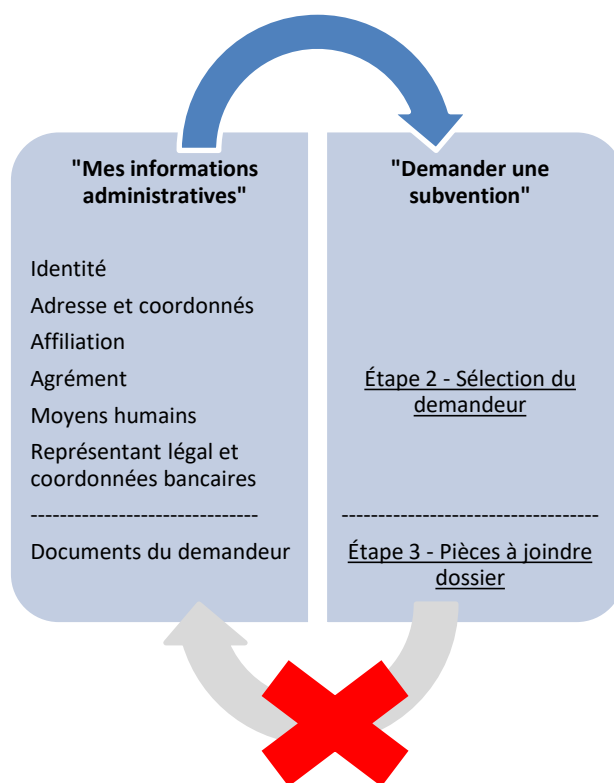 "Mes informations
administratives"
Identité
Adresse et coordonnés
Affiliation
Agrément
Moyens humains
Représentant légal et
coordonnées bancaires
-------------------------------
Documents du demandeur
"Demander une
subvention"
Étape 2 - Sélection du
demandeur
-----------------------------------
Étape 3 - Pièces à joindre
dossier